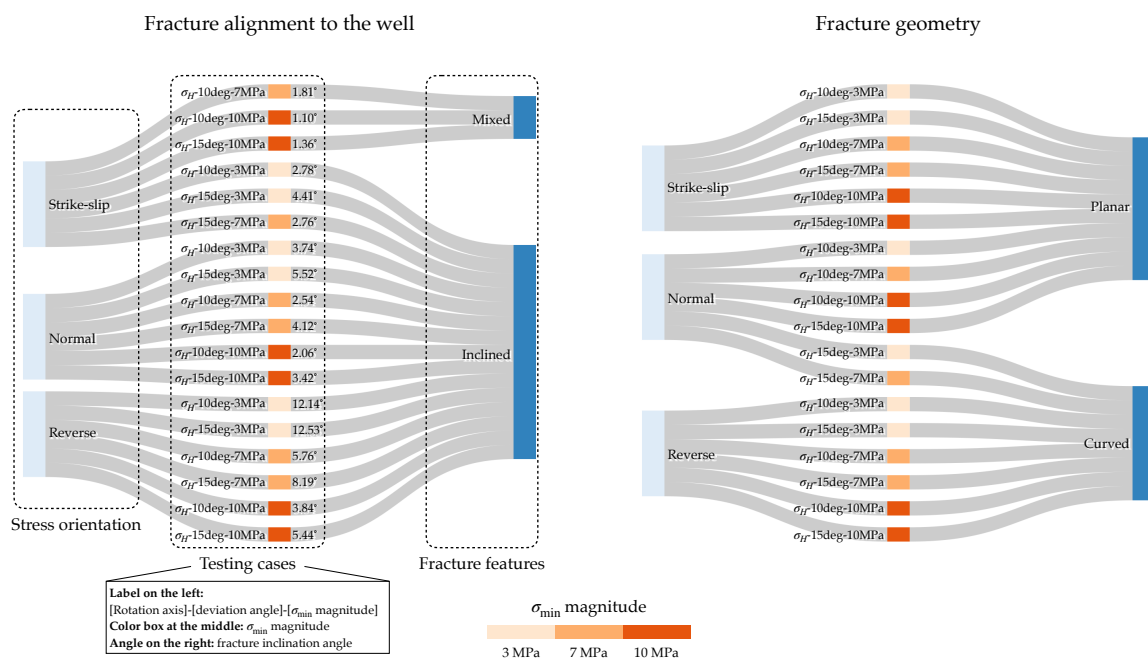 Fracture alignment to the well
σH-10deg-7MPa 1.81°
σH-10deg-10MPa 1.10°
σH-15deg-10MPa 1.36°
σH-10deg-3MPa 2.78°
σH-15deg-3MPa 4.41°
σH-15deg-7MPa 2.76°
σH-10deg-3MPa 3.74°
σH-15deg-3MPa 5.52°
σH-10deg-7MPa 2.54°
σH-15deg-7MPa 4.12°
σH-10deg-10MPa 2.06°
σH-15deg-10MPa 3.42°
σH-10deg-3MPa 12.14°
σH-15deg-3MPa 12.53°
σH-10deg-7MPa 5.76°
σH-15deg-7MPa 8.19°
σH-10deg-10MPa 3.84°
σH-15deg-10MPa 5.44°
Strike-slip
Normal
Reverse
Mixed
Inclined
Stress orientation
Testing cases
Fracture features
Label on the left:
[Rotation axis]-[deviation angle]-[σmin magnitude]
Color box at the middle: σmin magnitude
Angle on the right: fracture inclination angle
Fracture geometry
σH-10deg-3MPa
σH-15deg-3MPa
σH-10deg-7MPa
σH-15deg-7MPa
σH-10deg-10MPa
σH-15deg-10MPa
σH-10deg-3MPa
σH-10deg-7MPa
σH-10deg-10MPa
σH-15deg-10MPa
σH-15deg-3MPa
σH-15deg-7MPa
σH-10deg-3MPa
σH-15deg-3MPa
σH-10deg-7MPa
σH-15deg-7MPa
σH-10deg-10MPa
σH-15deg-10MPa
Strike-slip
Normal
Reverse
Planar
Curved
σmin magnitude
3 MPa 7 MPa 10 MPa